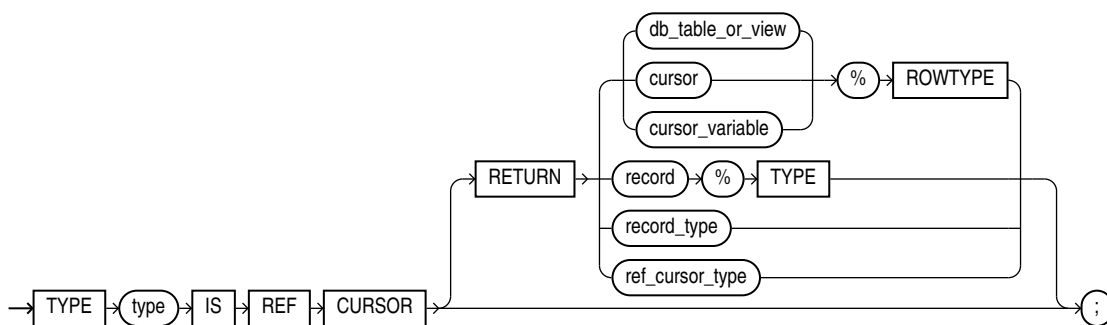 db_table_or_view
cursor % ROWTYPE
cursor_variable
RETURN record % TYPE
record_type
ref_cursor_type
TYPE type IS REF CURSOR ;